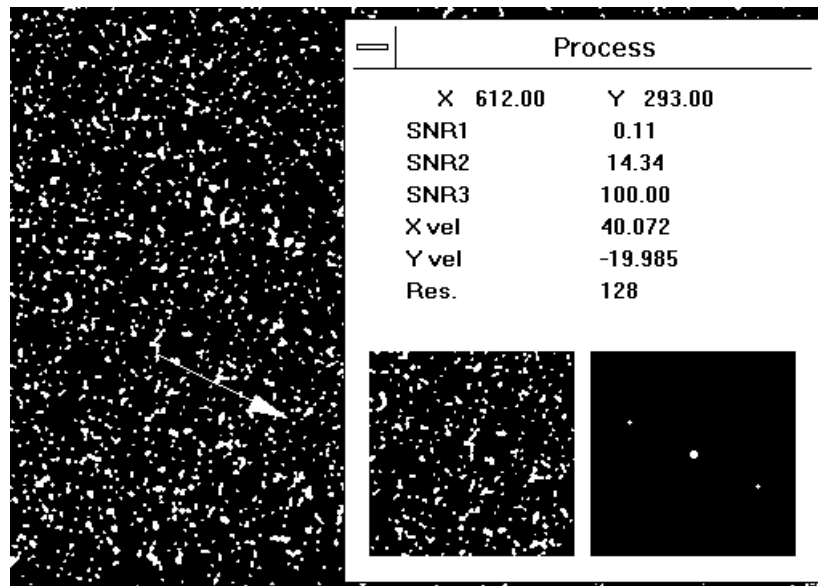 Process
X 612.00 Y 293.00
SNR1 0.11
SNR2 14.34
SNR3 100.00
X vel 40.072
Y vel -19.985
Res. 128